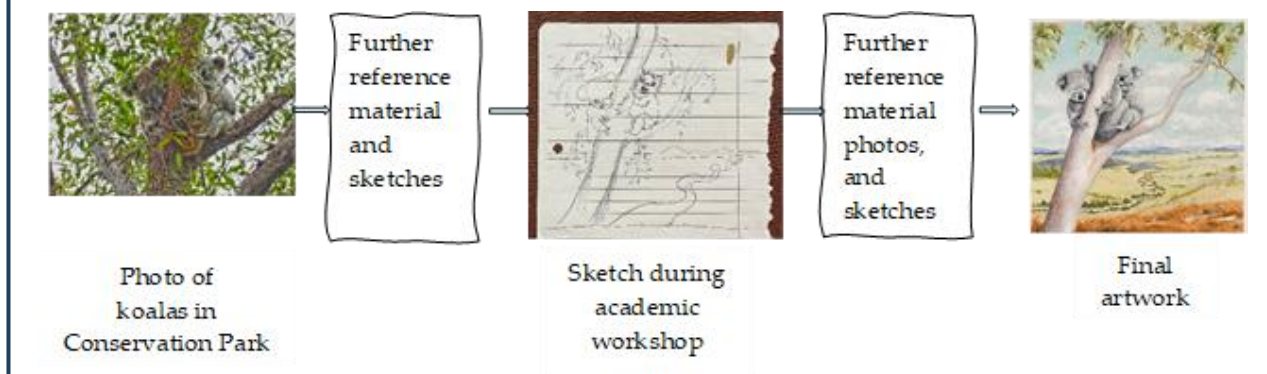 Further
reference
material
and
sketches
Further
reference
material
photos,
and
sketches
Photo of
koalas in
Conservation Park
Sketch during
academic
workshop
Final
artwork